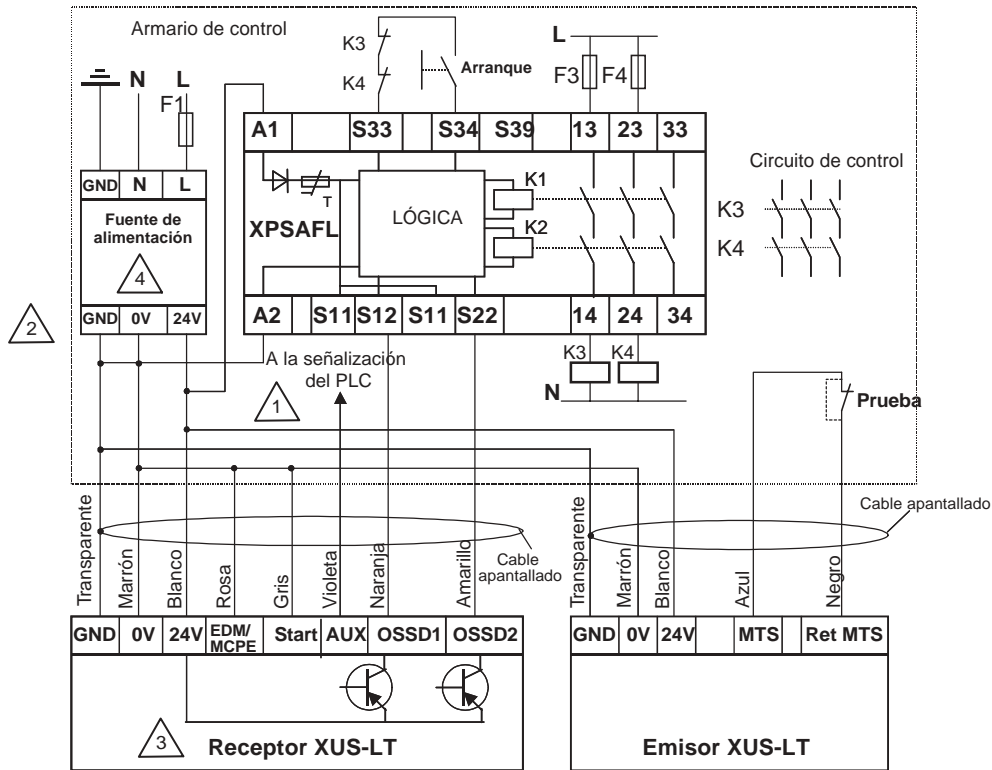 Armario de control
K3
K4
Arranque
L
F3
F4
N
L
F1
A1
S33
S34
S39
13
23
33
GND
N
L
Fuente de
alimentación
4
GND
0V
24V
T
XPSAFL
LÓGICA
K1
K2
Circuito de control
K3
K4
A2
S11
S12
S11
S22
14
24
34
2
A la señalización
del PLC
1
K3
K4
N
Prueba
Transparente
Marrón
Blanco
Rosa
Gris
Violeta
Naranja
Amarillo
Cable
apantallado
Transparente
Marrón
Blanco
Azul
Negro
Cable apantallado
GND
0V
24V
EDM/
MCPE
Start
AUX
OSSD1
OSSD2
3
Receptor XUS-LT
GND
0V
24V
MTS
Ret MTS
Emisor XUS-LT